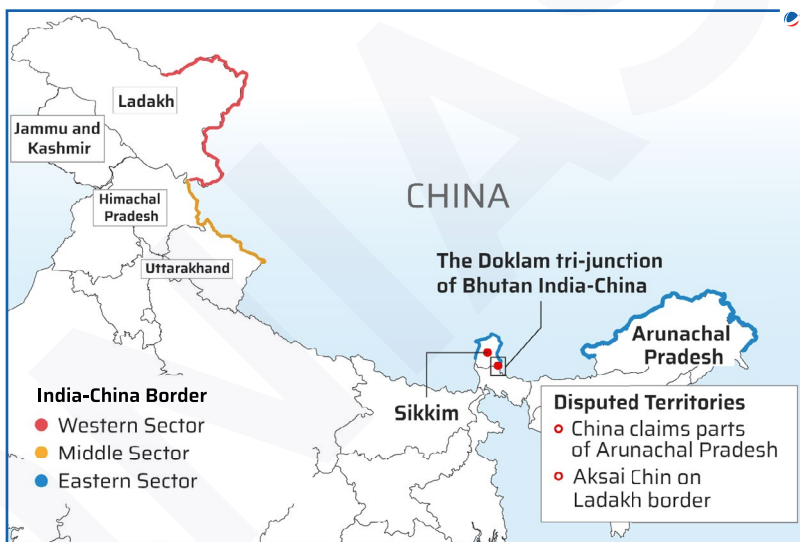 Ladakh
Jammu and
Kashmir
Himachal
Pradesh
Uttarakhand
CHINA
The Doklam tri-junction
of Bhutan India-China
Arunachal
Pradesh
Sikkim
India-China Border
Western Sector
Middle Sector
Eastern Sector
Disputed Territories
China claims parts
of Arunachal Pradesh
Aksai Chin on
Ladakh border